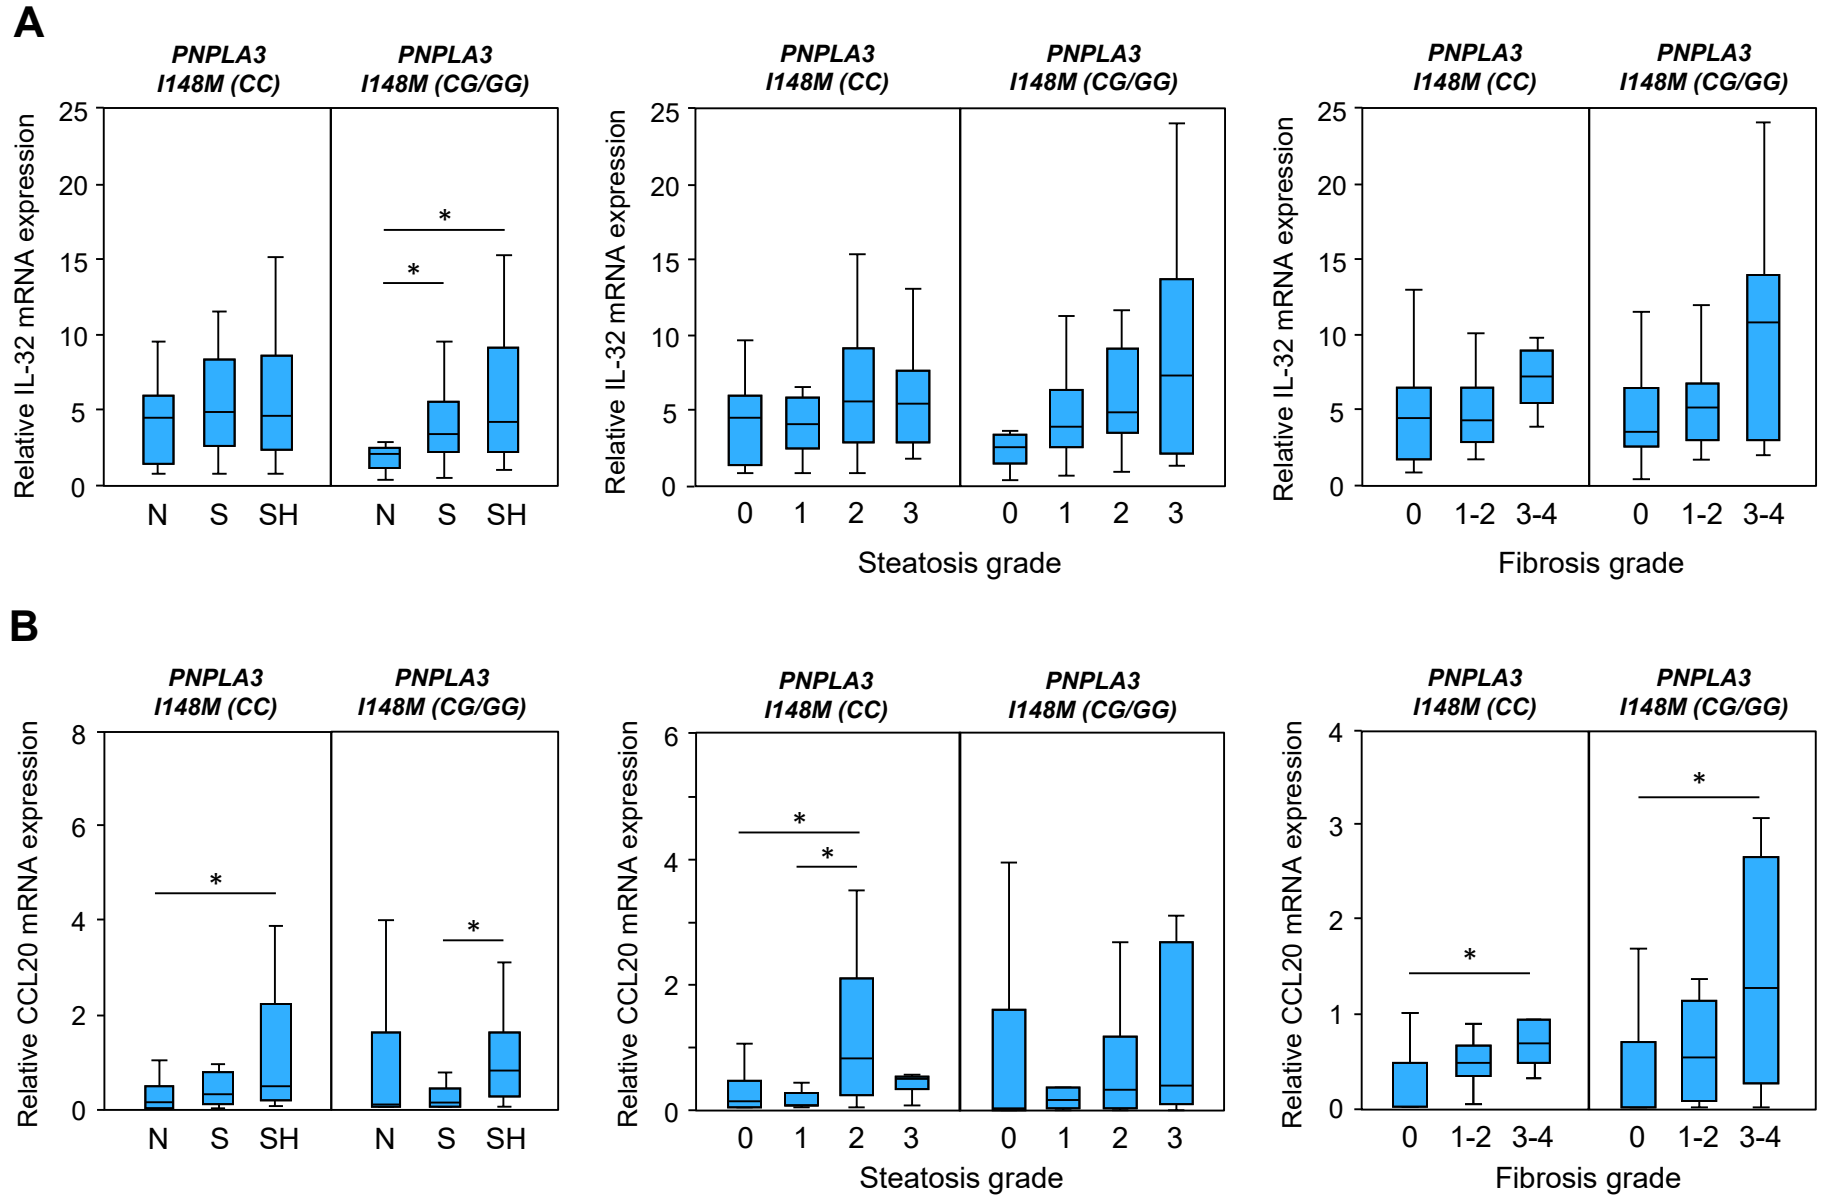 A
PNPLA3
I148M (CC)
PNPLA3
I148M (CG/GG)
Relative IL-32 mRNA expression
25
20
15
10
5
0
*
*
N S SH
N S SH
PNPLA3
I148M (CC)
PNPLA3
I148M (CG/GG)
Relative IL-32 mRNA expression
25
20
15
10
5
0
0 1 2 3
0 1 2 3
Steatosis grade
PNPLA3
I148M (CC)
PNPLA3
I148M (CG/GG)
Relative IL-32 mRNA expression
25
20
15
10
5
0
0 1-2 3-4
0 1-2 3-4
Fibrosis grade
B
PNPLA3
I148M (CC)
PNPLA3
I148M (CG/GG)
Relative CCL20 mRNA expression
8
6
4
2
0
*
*
N S SH
N S SH
PNPLA3
I148M (CC)
PNPLA3
I148M (CG/GG)
Relative CCL20 mRNA expression
6
4
2
0
*
*
0 1 2 3
0 1 2 3
Steatosis grade
PNPLA3
I148M (CC)
PNPLA3
I148M (CG/GG)
Relative CCL20 mRNA expression
4
3
2
1
0
*
*
0 1-2 3-4
0 1-2 3-4
Fibrosis grade